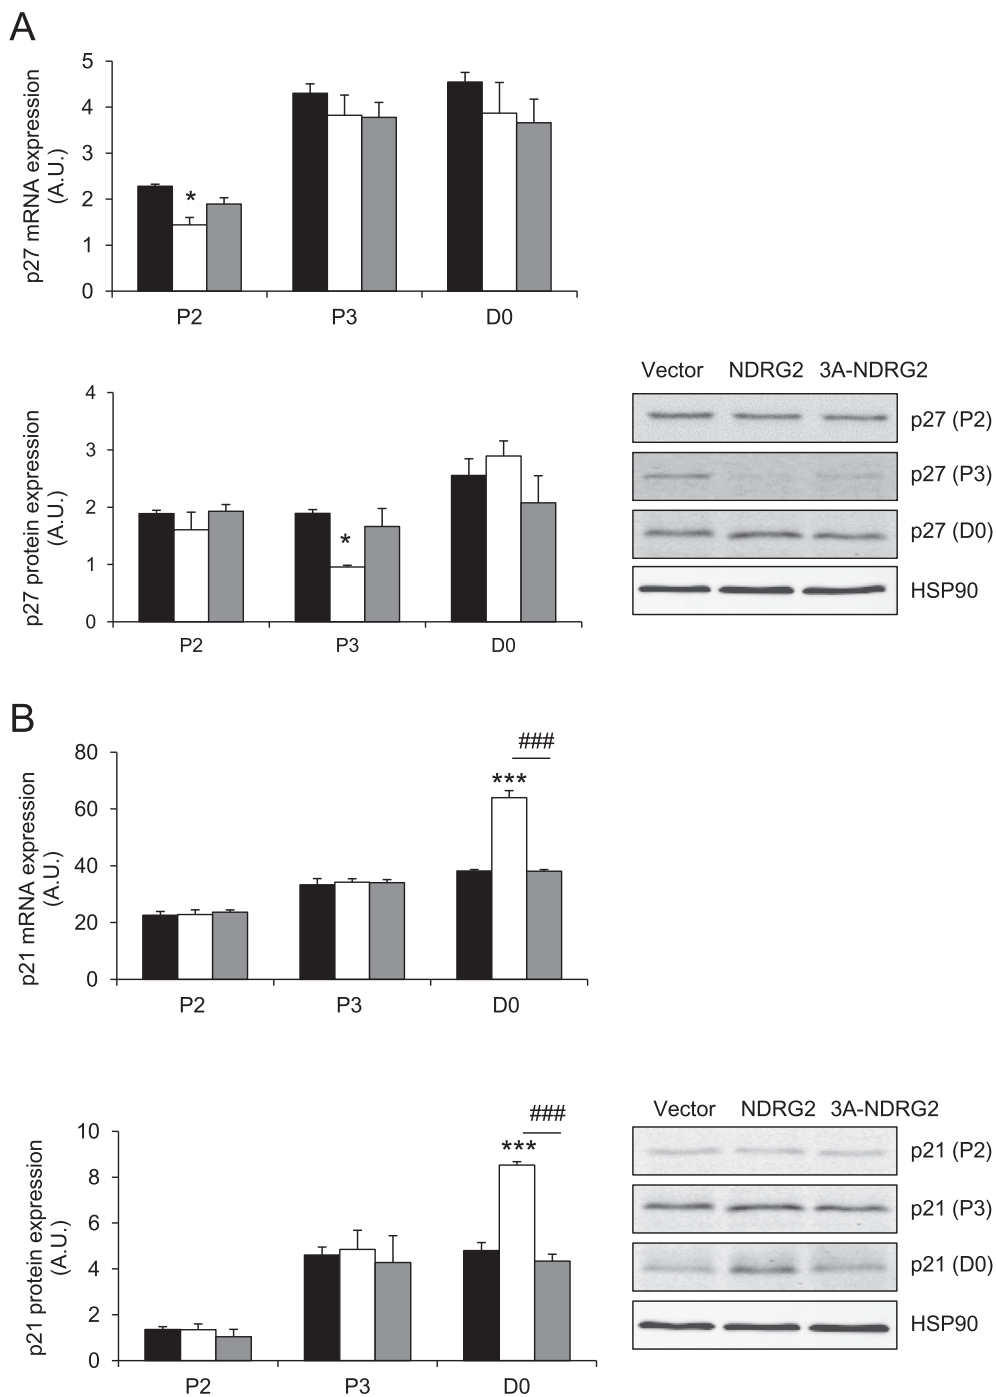 A
p27 mRNA expression
(A.U.)
5
4
3
2
1
0
*
P2
P3
D0
p27 protein expression
(A.U.)
4
3
2
1
0
*
P2
P3
D0
Vector NDRG2 3A-NDRG2
p27 (P2)
p27 (P3)
p27 (D0)
HSP90
B
p21 mRNA expression
(A.U.)
80
60
40
20
0
###
***
P2
P3
D0
p21 protein expression
(A.U.)
10
8
6
4
2
0
###
***
P2
P3
D0
Vector NDRG2 3A-NDRG2
p21 (P2)
p21 (P3)
p21 (D0)
HSP90